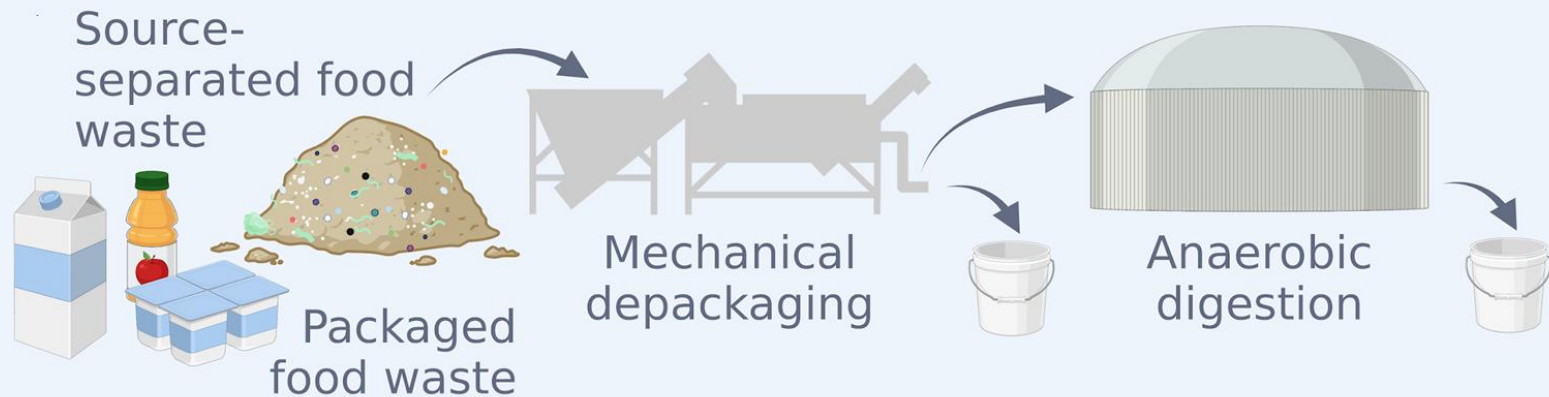 Source-
separated food
waste
Packaged
food waste
Mechanical
depackaging
Anaerobic
digestion